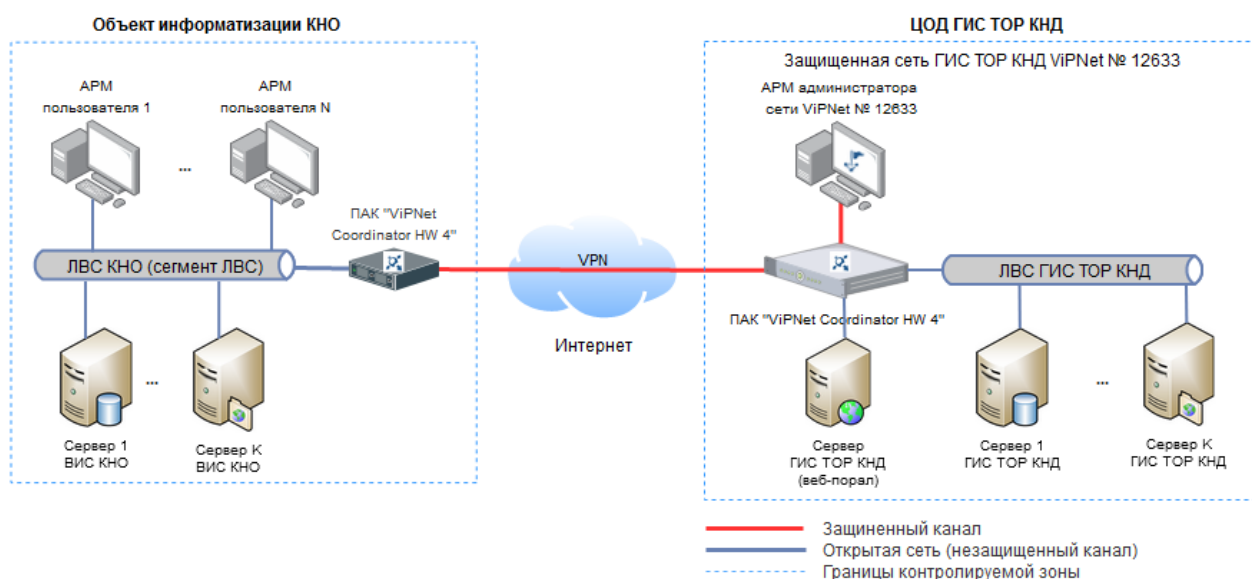 Объект информатизации КНО
ЦОД ГИС ТОР КНД
Защищенная сеть ГИС ТОР КНД ViPNet № 12633
АРМ
пользователя 1
АРМ
пользователя N
АРМ администратора
сети ViPNet № 12633
...
ПАК "ViPNet
Coordinator HW 4"
ЛВС КНО (сегмент ЛВС)
VPN
ЛВС ГИС ТОР КНД
ПАК "ViPNet Coordinator HW 4"
Интернет
...
...
Сервер 1
ВИС КНО
Сервер К
ВИС КНО
Сервер
ГИС ТОР КНД
(веб-порал)
Сервер 1
ГИС ТОР КНД
Сервер К
ГИС ТОР КНД
Защиненный канал
Открытая сеть (незащищенный канал)
Границы контролируемой зоны